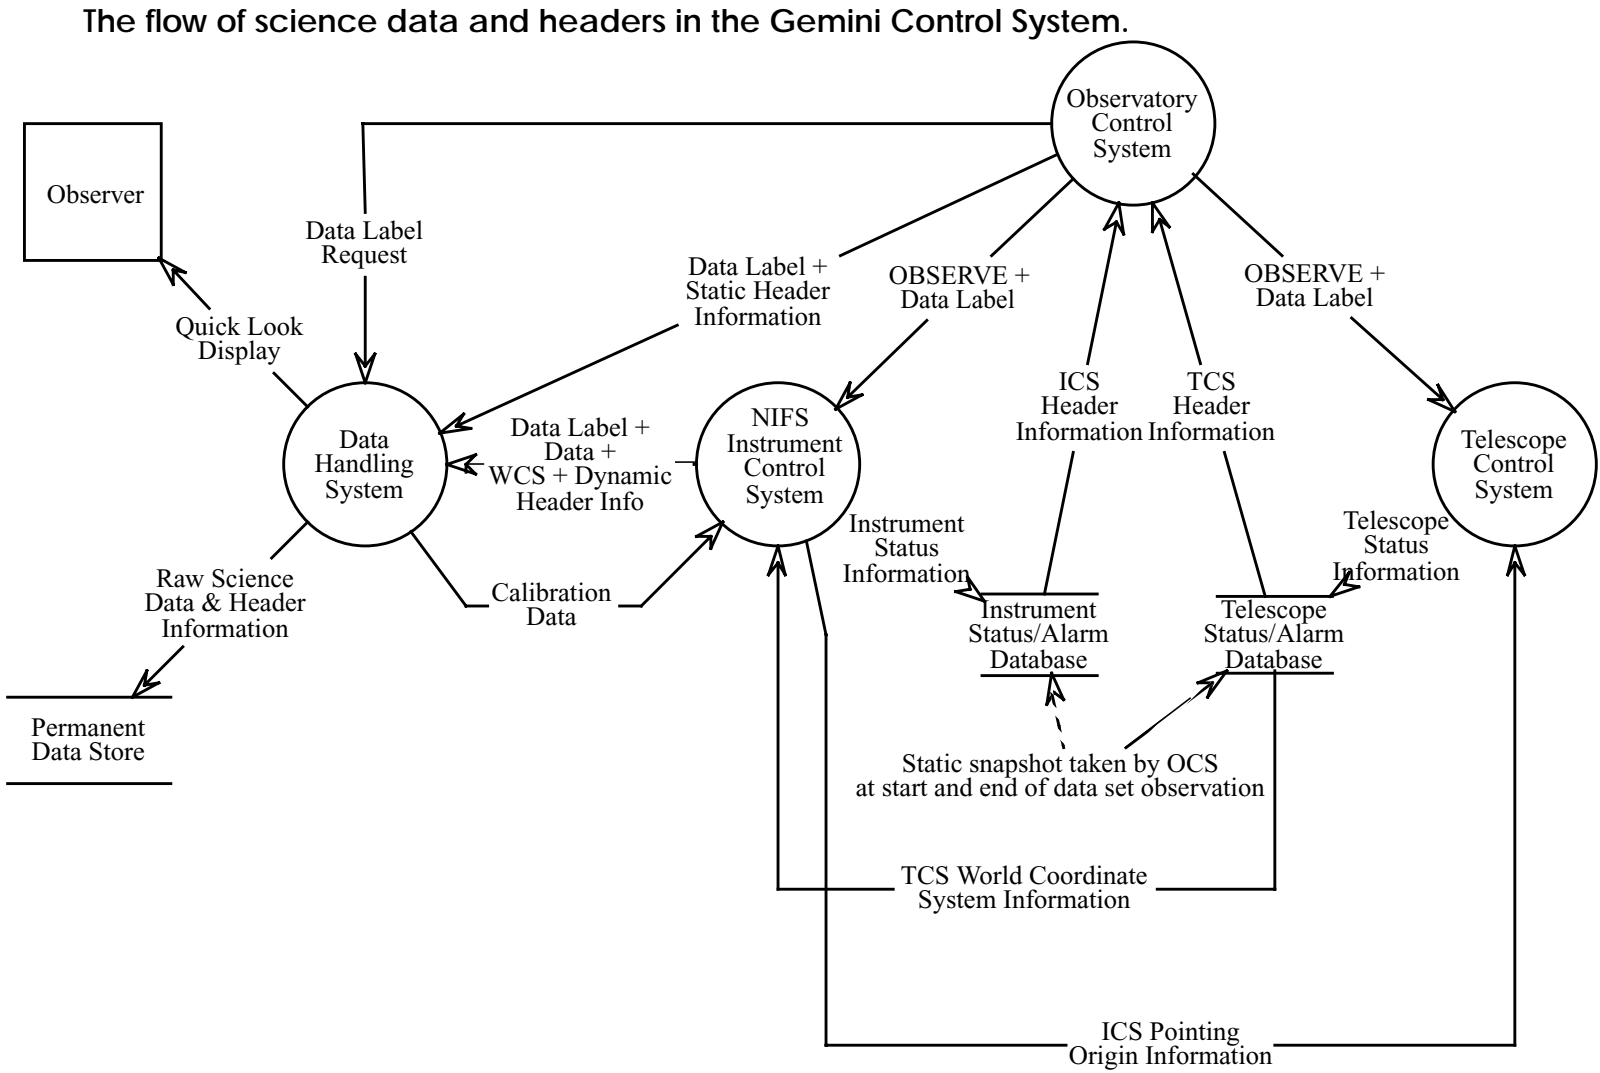 The flow of science data and headers in the Gemini Control System.
Observatory
Control
System
Observer
Data Label
Request
Quick Look
Display
Data Label +
Static Header
Information
OBSERVE +
Data Label
OBSERVE +
Data Label
ICS
Header
Information
TCS
Header
Information
Data
Handling
System
Data Label +
Data +
WCS + Dynamic
Header Info
NIFS
Instrument
Control
System
Telescope
Control
System
Instrument
Status
Information
Telescope
Status
Information
Raw Science
Data & Header
Information
Calibration
Data
Instrument
Status/Alarm
Database
Telescope
Status/Alarm
Database
Permanent
Data Store
Static snapshot taken by OCS
at start and end of data set observation
TCS World Coordinate
System Information
ICS Pointing
Origin Information